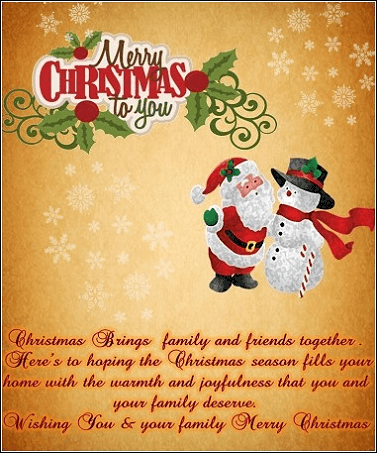 Merry
CHRISTMAS
to you
Christmas Brings family and friends together .
Here's to hoping the Christmas season fills your
home with the warmth and joyfulness that you and
your family deserve.
Wishing You & your family Merry Christmas